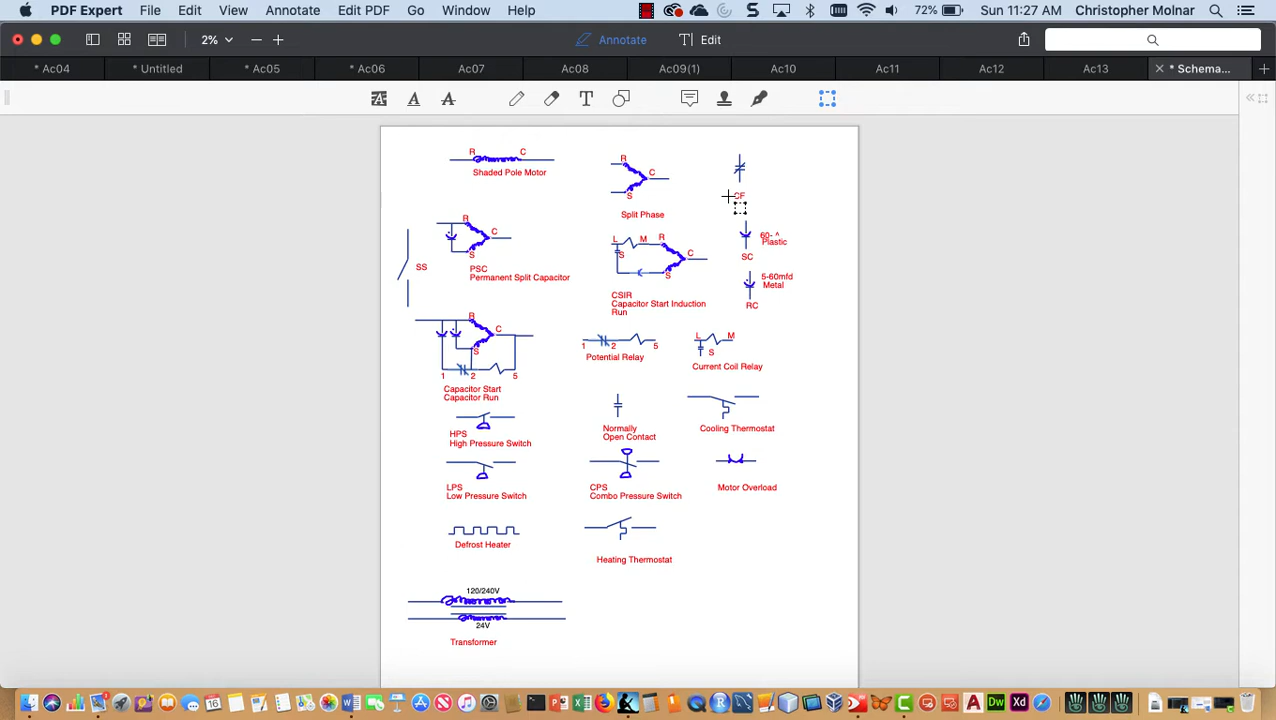 PDF Expert File Edit View Annotate Edit PDF Go Window Help 72% Sun 11:27 AM Christopher Molnar
2% Annotate Edit
* Ac04 * Untitled * Ac05 * Ac06 Ac07 Ac08 Ac09(1) Ac10 Ac11 Ac12 Ac13 * Schema...
R C
Shaded Pole Motor
R
C
S
Split Phase
CF
60- ^
Plastic
SC
5-60mfd
Metal
RC
SS
R
C
S
PSC
Permanent Split Capacitor
L M R
S C
S
CSIR
Capacitor Start Induction
Run
R
C
S
1 2 5
Capacitor Start
Capacitor Run
1 2 5
Potential Relay
L M
S
Current Coil Relay
HPS
High Pressure Switch
Normally
Open Contact
Cooling Thermostat
LPS
Low Pressure Switch
CPS
Combo Pressure Switch
Motor Overload
Defrost Heater
Heating Thermostat
120/240V
24V
Transformer